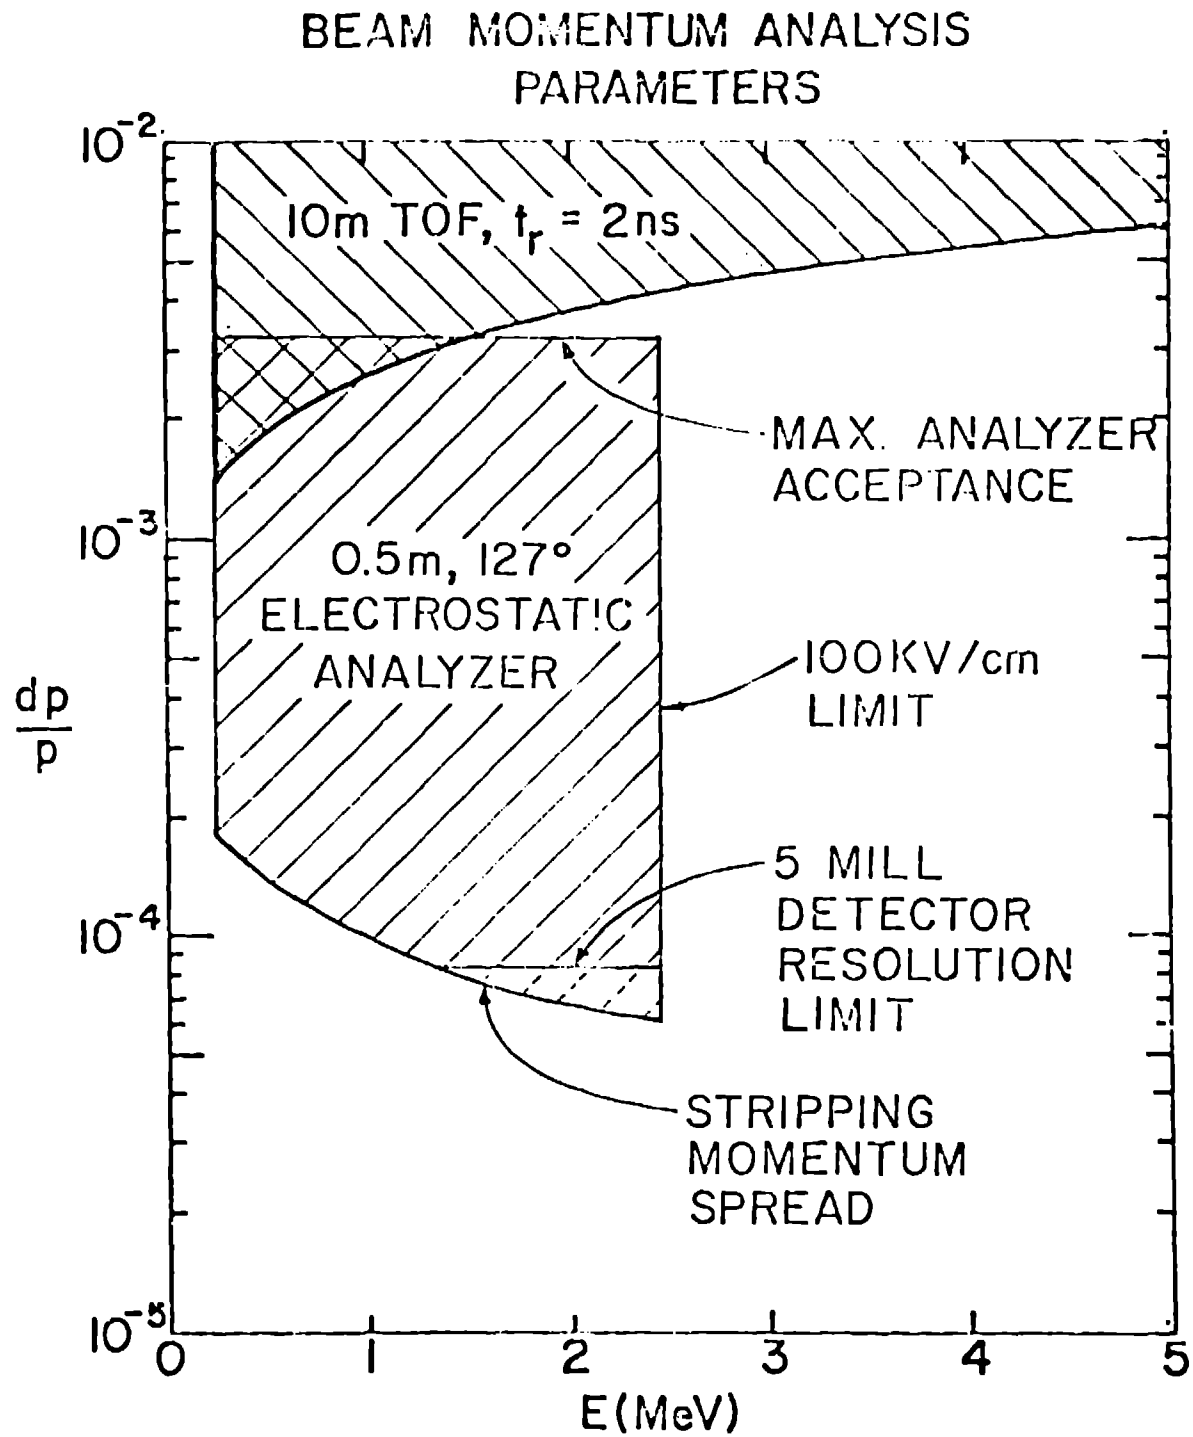 BEAM MOMENTUM ANALYSIS
PARAMETERS
10⁻²
10m TOF, tᵣ = 2ns
MAX. ANALYZER
ACCEPTANCE
10⁻³
0.5m, 127°
ELECTROSTATIC
ANALYZER
100KV/cm
LIMIT
dp
p
5 MILL
DETECTOR
RESOLUTION
LIMIT
10⁻⁴
STRIPPING
MOMENTUM
SPREAD
10⁻⁵
0 1 2 3 4 5
E(MeV)